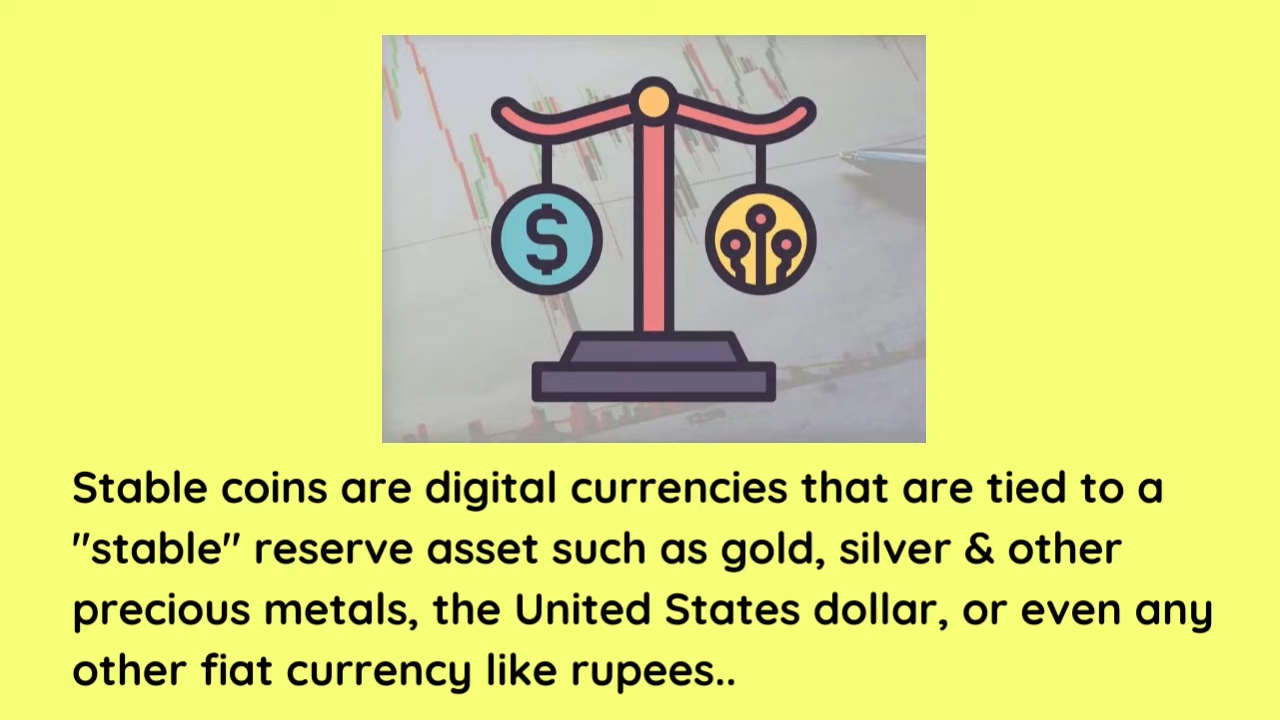 $
Stable coins are digital currencies that are tied to a
"stable" reserve asset such as gold, silver & other
precious metals, the United States dollar, or even any
other fiat currency like rupees..